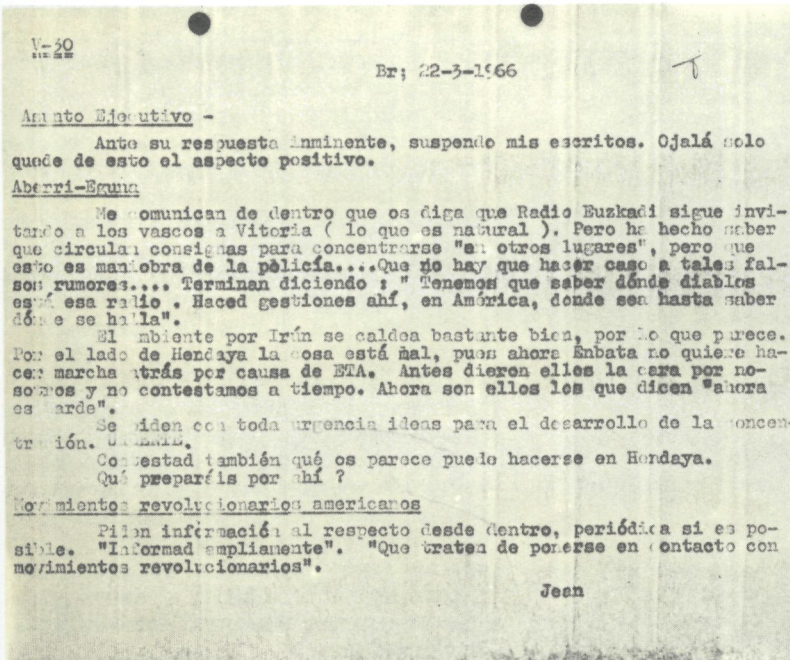 V-30
Br; 22-3-1966
Asunto Ejecutivo -
Ante su respuesta inminente, suspendo mis escritos. Ojalá solo
quede de esto el aspecto positivo.
Aberri-Eguna
Me comunican de dentro que os diga que Radio Euzkadi sigue invi-
tando a los vascos a Vitoria ( lo que es natural ). Pero ha hecho saber
que circulan consignas para concentrarse "en otros lugares", pero que
esto es maniobra de la policía....Que no hay que hacer caso a tales fal-
sos rumores.... Terminan diciendo : " Tenemos que saber dónde diablos
está esa radio . Haced gestiones ahí, en América, donde sea hasta saber
dónde se halla".
El ambiente por Irún se caldea bastante bien, por lo que parece.
Por el lado de Hendaya la cosa está mal, pues ahora Enbata no quiere ha-
cer marcha atrás por causa de ETA. Antes dieron ellos la cara por no-
sotros y no contestamos a tiempo. Ahora son ellos los que dicen "ahora
es tarde".
Se piden con toda urgencia ideas para el desarrollo de la concen-
tración. URGENTE.
Contestad también qué os parece puede hacerse en Hendaya.
Qué preparáis por ahí ?
Movimientos revolucionarios americanos
Piden información al respecto desde dentro, periódica si es po-
sible. "Informad ampliamente". "Que traten de ponerse en contacto con
movimientos revolucionarios".
Jean